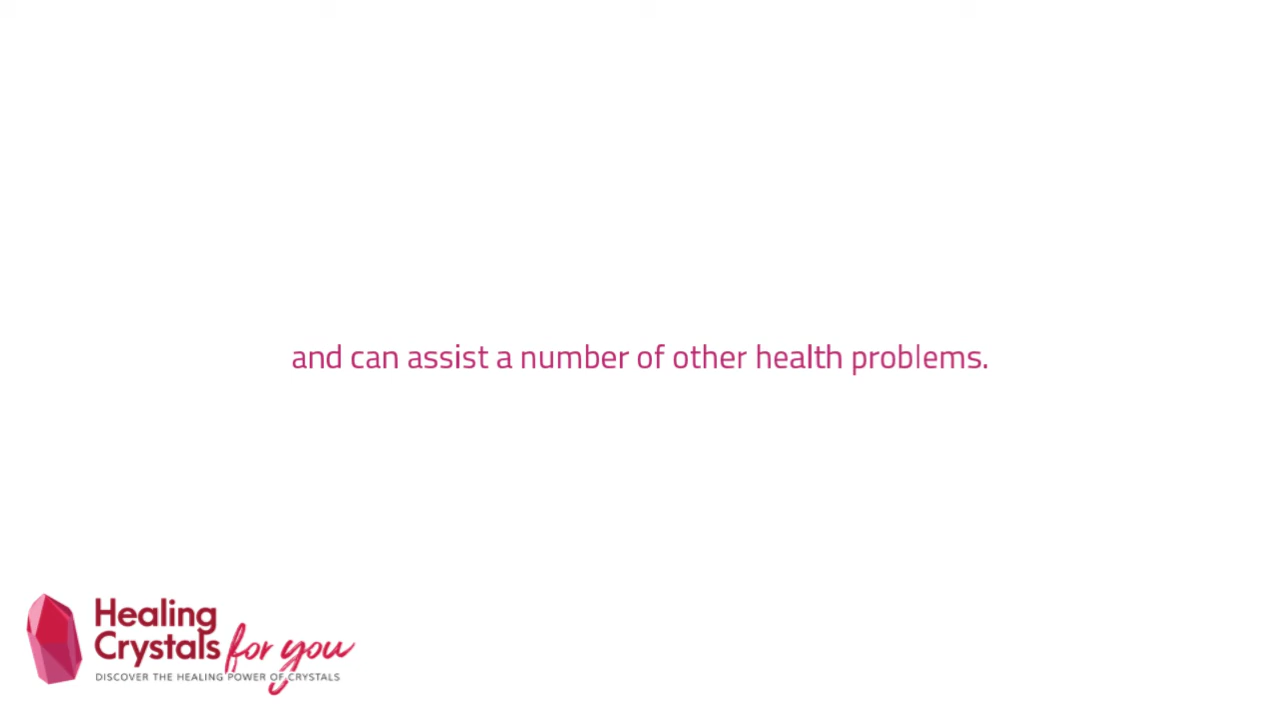 and can assist a number of other health problems.
Healing
Crystals for you
DISCOVER THE HEALING POWER OF CRYSTALS